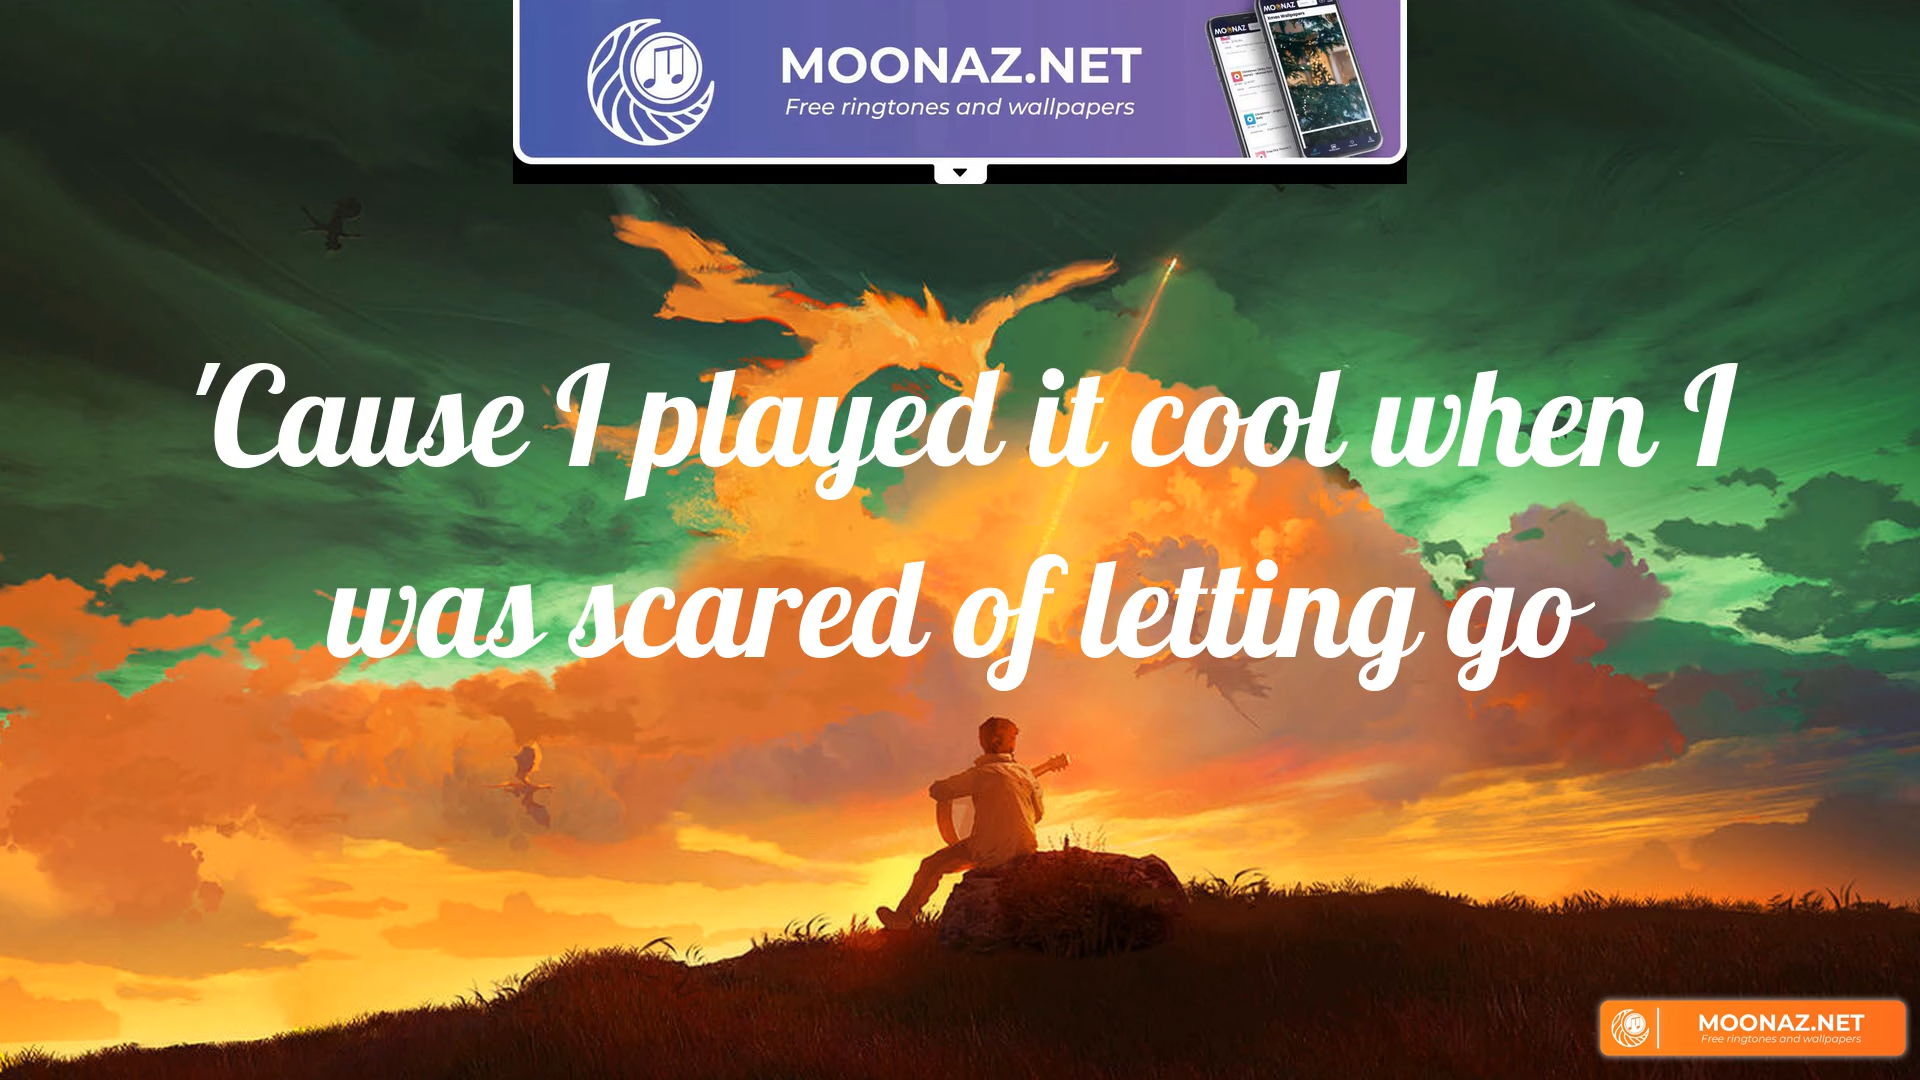 MOONAZ.NET
Free ringtones and wallpapers
'Cause I played it cool when I
was scared of letting go
MOONAZ.NET
Free ringtones and wallpapers